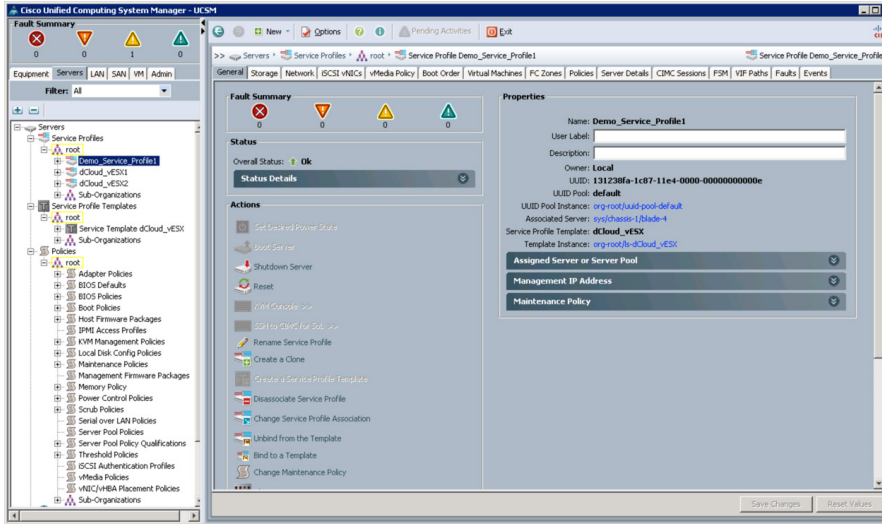 Cisco Unified Computing System Manager - UCSM
Fault Summary
0 0 1 0
New Options Pending Activities Exit
>> Servers Service Profiles root Service Profile Demo_Service_Profile1 Service Profile Demo_Service_Profile
Equipment Servers LAN SAN VM Admin
General Storage Network iSCSI vNICs vMedia Policy Boot Order Virtual Machines FC Zones Policies Server Details CIMC Sessions FSM VIF Paths Faults Events
Filter: All
Servers
Service Profiles
root
Demo_Service_Profile1
dCloud_vESX1
dCloud_vESX2
Sub-Organizations
Service Profile Templates
root
Service Template dCloud_vESX
Sub-Organizations
Policies
root
Adapter Policies
BIOS Defaults
BIOS Policies
Boot Policies
Host Firmware Packages
IPMI Access Profiles
KVM Management Policies
Local Disk Config Policies
Maintenance Policies
Management Firmware Packages
Memory Policy
Power Control Policies
Scrub Policies
Serial over LAN Policies
Server Pool Policies
Server Pool Policy Qualifications
Threshold Policies
iSCSI Authentication Profiles
vMedia Policies
vNIC/vHBA Placement Policies
Sub-Organizations
Fault Summary
0 0 0 0
Status
Overall Status: Ok
Status Details
Actions
Set Desired Power State
Boot Server
Shutdown Server
Reset
KVM Console >>
SSH to CIMC for SoL >>
Rename Service Profile
Create a Clone
Create a Service Profile Template
Disassociate Service Profile
Change Service Profile Association
Unbind from the Template
Bind to a Template
Change Maintenance Policy
Properties
Name: Demo_Service_Profile1
User Label:
Description:
Owner: Local
UUID: 131238fa-1c87-11e4-0000-00000000000e
UUID Pool: default
UUID Pool Instance: org-root/uuid-pool-default
Associated Server: sys/chassis-1/blade-4
Service Profile Template: dCloud_vESX
Template Instance: org-root/ls-dCloud_vESX
Assigned Server or Server Pool
Management IP Address
Maintenance Policy
Save Changes Reset Values